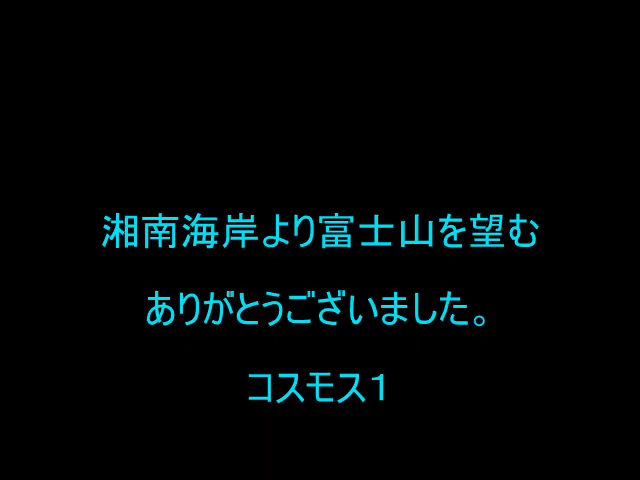 湘南海岸より富士山を望む
ありがとうございました。
コスモス１